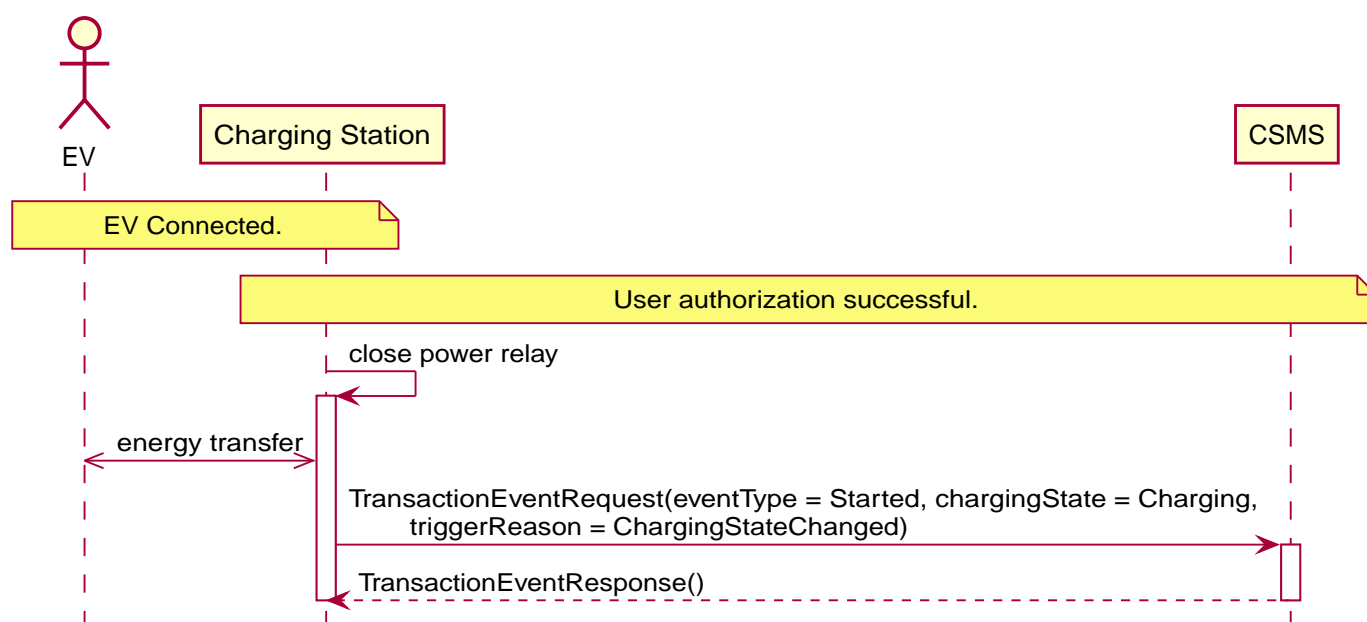 EV
Charging Station
CSMS
EV Connected.
User authorization successful.
close power relay
energy transfer
TransactionEventRequest(eventType = Started, chargingState = Charging,
triggerReason = ChargingStateChanged)
TransactionEventResponse()